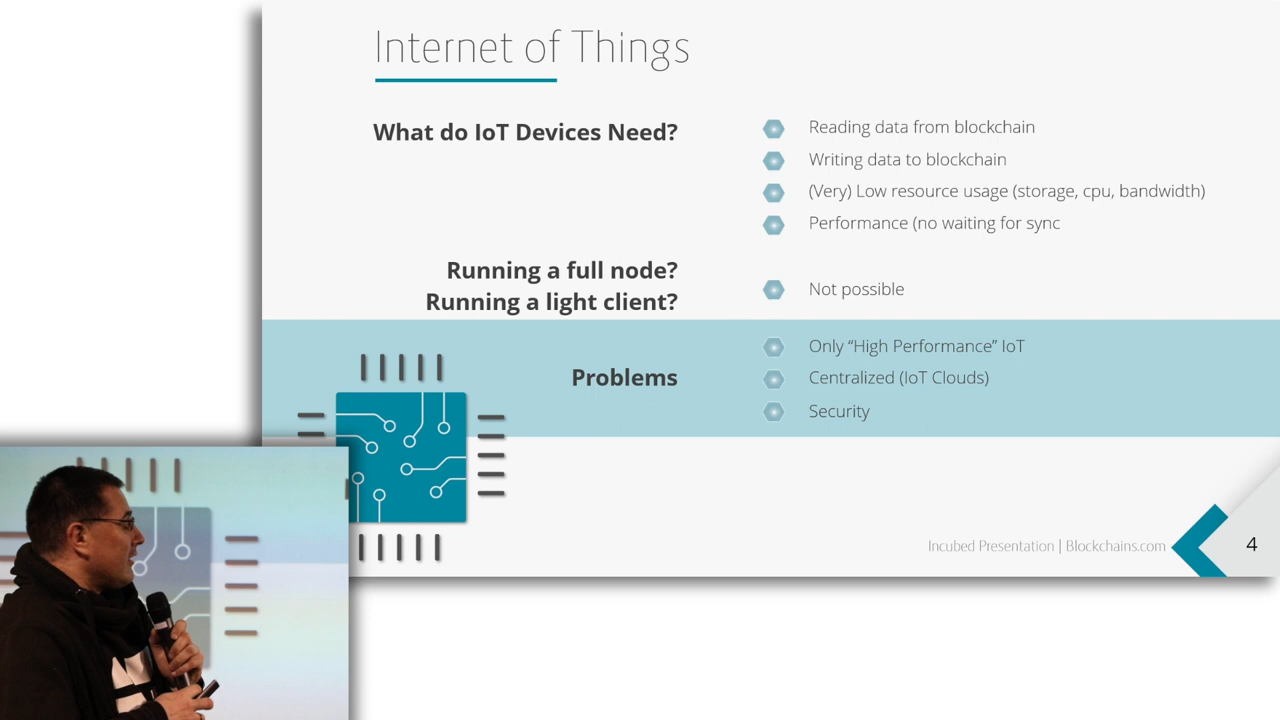 Internet of Things
What do IoT Devices Need?
Reading data from blockchain
Writing data to blockchain
(Very) Low resource usage (storage, cpu, bandwidth)
Performance (no waiting for sync
Running a full node?
Running a light client?
Not possible
Problems
Only “High Performance” IoT
Centralized (IoT Clouds)
Security
Incubed Presentation | Blockchains.com
4